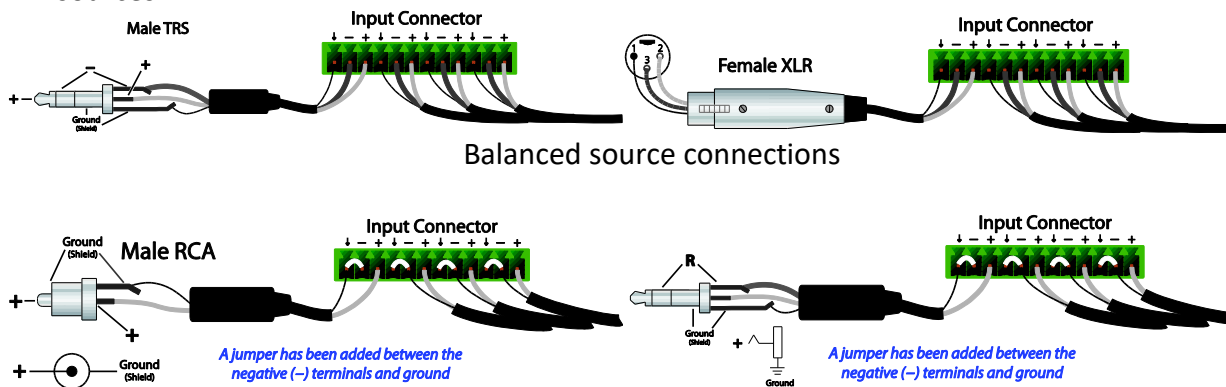 Male TRS
Input Connector
↓ – + ↓ – + ↓ – + ↓ – +
–
+
+
Ground
(Shield)
Female XLR
1
2
3
Input Connector
↓ – + ↓ – + ↓ – + ↓ – +
Balanced source connections
Male RCA
Ground
(Shield)
+
+
+
Ground
(Shield)
Input Connector
↓ – + ↓ – + ↓ – + ↓ – +
A jumper has been added between the
negative (–) terminals and ground
R
+
Ground
(Shield)
+
Ground
Input Connector
↓ – + ↓ – + ↓ – + ↓ – +
A jumper has been added between the
negative (–) terminals and ground